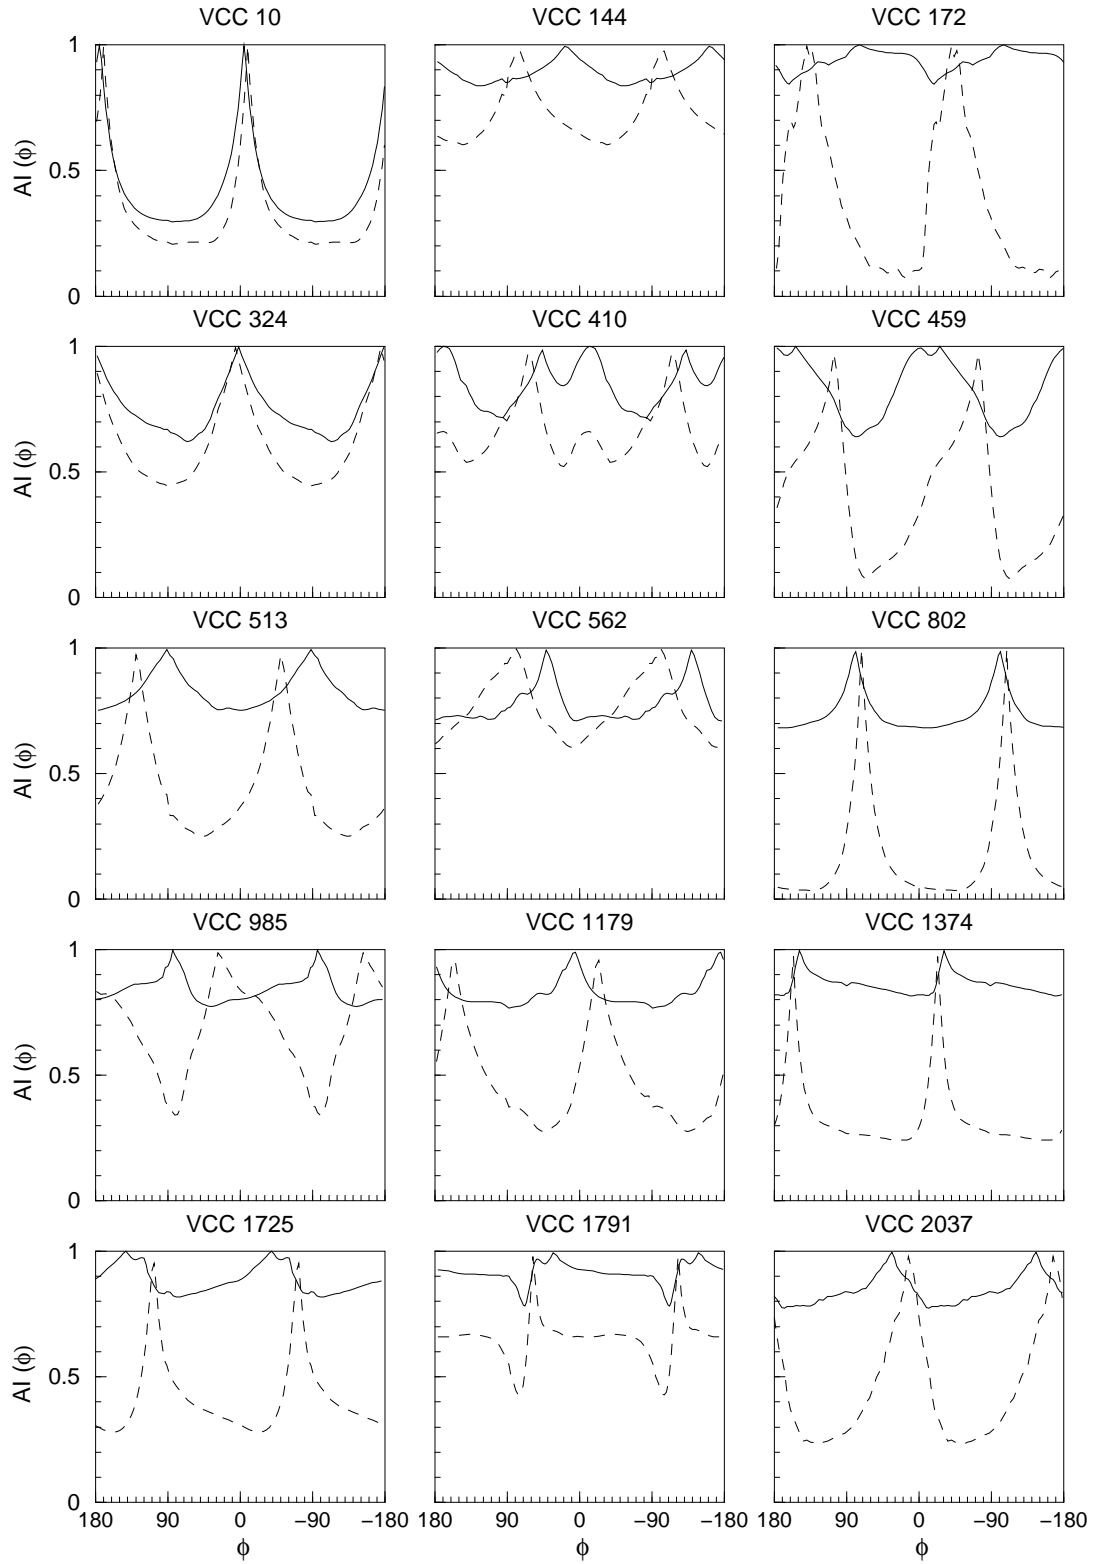 VCC 10 VCC 144 VCC 172
1
0.5
0
AI (ϕ)
VCC 324 VCC 410 VCC 459
1
0.5
0
AI (ϕ)
VCC 513 VCC 562 VCC 802
1
0.5
0
AI (ϕ)
VCC 985 VCC 1179 VCC 1374
1
0.5
0
AI (ϕ)
VCC 1725 VCC 1791 VCC 2037
1
0.5
0
AI (ϕ)
180 90 0 −90 −180 90 0 −90 −180 180 90 0 −90 −180
ϕ ϕ ϕ